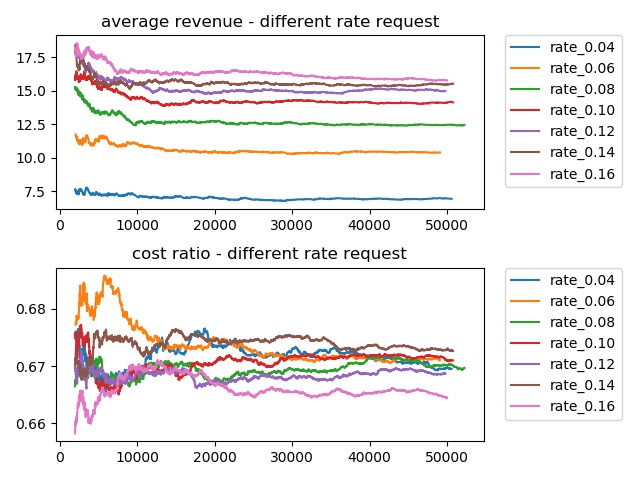 average revenue - different rate request
17.5
15.0
12.5
10.0
7.5
0
10000
20000
30000
40000
50000
rate_0.04
rate_0.06
rate_0.08
rate_0.10
rate_0.12
rate_0.14
rate_0.16
cost ratio - different rate request
0.68
0.67
0.66
0
10000
20000
30000
40000
50000
rate_0.04
rate_0.06
rate_0.08
rate_0.10
rate_0.12
rate_0.14
rate_0.16